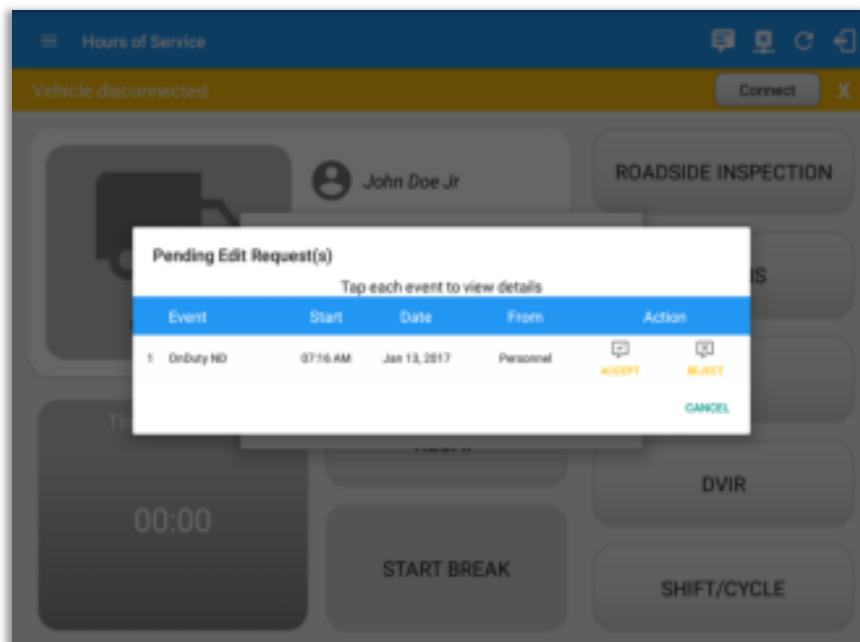 Hours of Service
Vehicle disconnected
Connect X
John Doe Jr
ROADSIDE INSPECTION
Pending Edit Request(s)
Tap each event to view details
Event Start Date From Action
1 OnDuty ND 07:16 AM Jan 13, 2017 Personnel
ACCEPT REJECT
CANCEL
DVIR
00:00
START BREAK
SHIFT/CYCLE